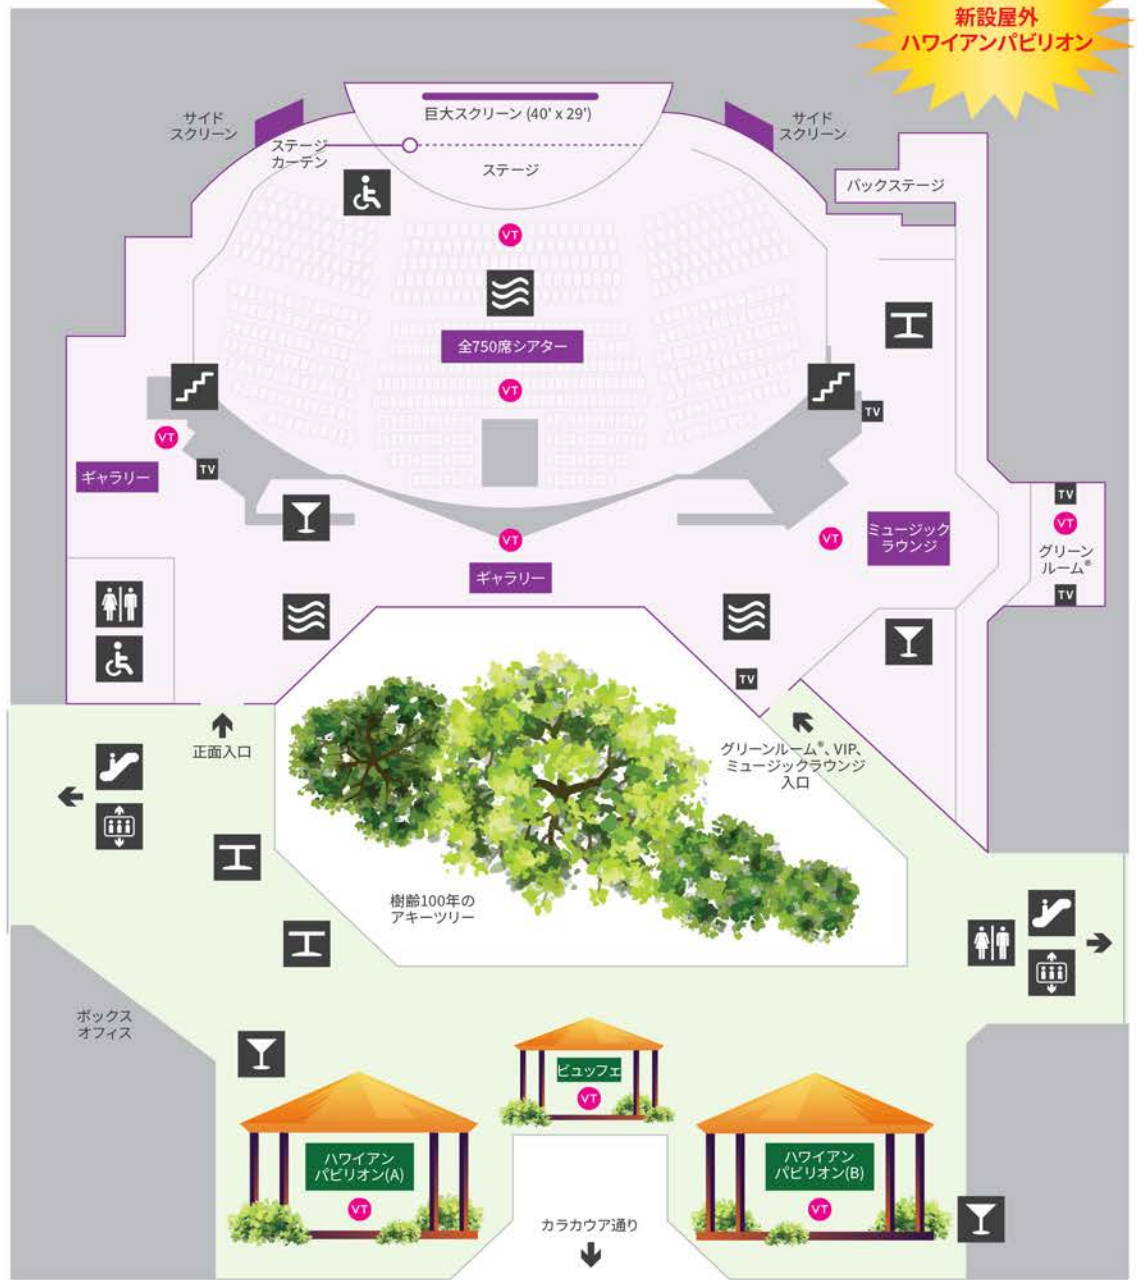 新設屋外
ハワイアンパビリオン
巨大スクリーン (40' x 29')
サイド
スクリーン
サイド
スクリーン
ステージ
カーテン
ステージ
バックステージ
VT
全750席シアター
VT
TV
VT
TV
ギャラリー
TV
VT
グリーン
ルーム®
TV
VT
ギャラリー
VT
ミュージック
ラウンジ
TV
正面入口
グリーンルーム®、VIP、
ミュージックラウンジ
入口
樹齢100年の
アキーツリー
ボックス
オフィス
ビュッフェ
VT
ハワイアン
パビリオン(A)
VT
ハワイアン
パビリオン(B)
VT
カラカウア通り